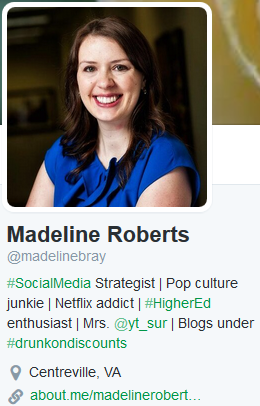 Madeline Roberts
@madelinebray
#SocialMedia Strategist | Pop culture
junkie | Netflix addict | #HigherEd
enthusiast | Mrs. @yt_sur | Blogs under
#drunkondiscounts
Centreville, VA
about.me/madelinerobert…